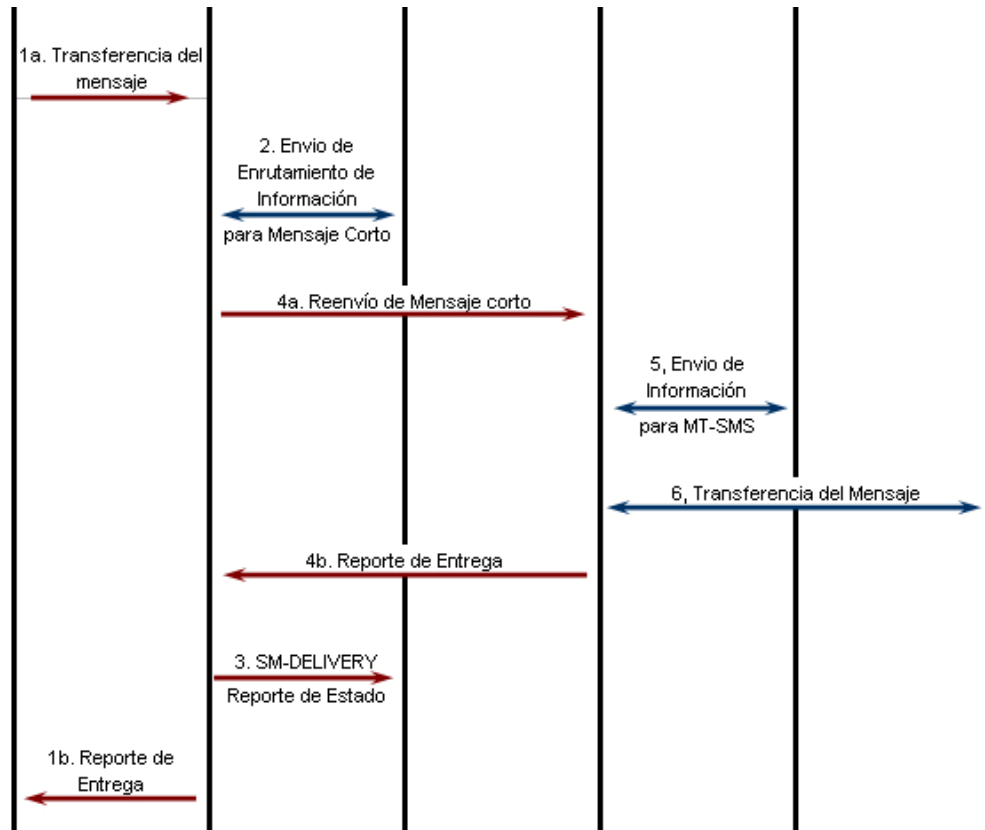 1a. Transferencia del
mensaje
2. Envio de
Enrutamiento de
Información
para Mensaje Corto
4a. Reenvío de Mensaje corto
5, Envio de
Información
para MT-SMS
6, Transferencia del Mensaje
4b. Reporte de Entrega
3. SM-DELIVERY
Reporte de Estado
1b. Reporte de
Entrega